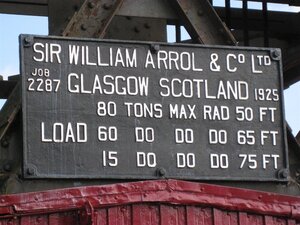 SIR WILLIAM ARROL & CO LTD
JOB 2287 GLASGOW SCOTLAND 1925
80 TONS MAX RAD 50 FT
LOAD 60 DO DO DO 65 FT
15 DO DO DO 75 FT